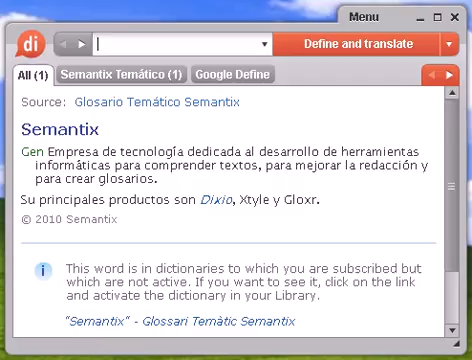 Menu
di
Define and translate
All (1)
Semantix Temático (1)
Google Define
Source: Glosario Temático Semantix
Semantix
Gen Empresa de tecnología dedicada al desarrollo de herramientas
informáticas para comprender textos, para mejorar la redacción y
para crear glosarios.
Su principales productos son Dixio, Xtyle y Gloxr.
© 2010 Semantix
i
This word is in dictionaries to which you are subscribed but
which are not active. If you want to see it, click on the link
and activate the dictionary in your Library.
"Semantix" - Glossari Temàtic Semantix